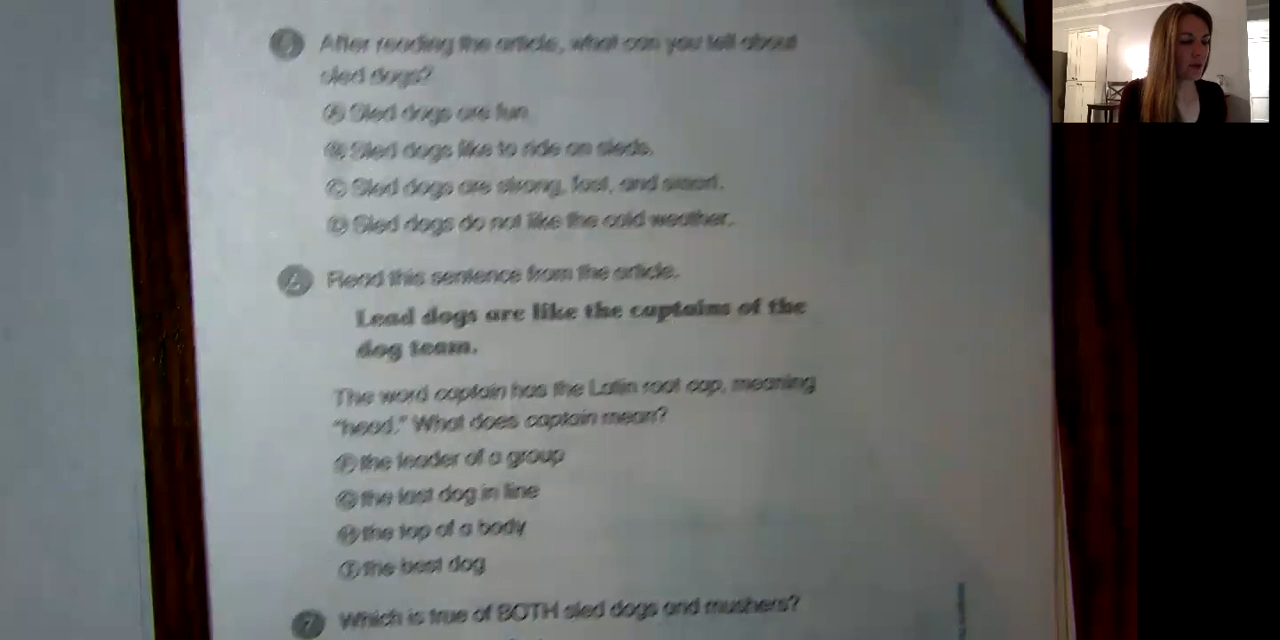 After reading the article, what can you tell about
sled dogs?
A Sled dogs are fun.
B Sled dogs like to ride on sleds.
C Sled dogs are strong, fast, and smart.
D Sled dogs do not like the cold weather.
Read this sentence from the article.
Lead dogs are like the captains of the
dog team.
The word captain has the Latin root cap, meaning
"head." What does captain mean?
F the leader of a group
G the last dog in line
H the top of a body
I the best dog
7 Which is true of BOTH sled dogs and mushers?